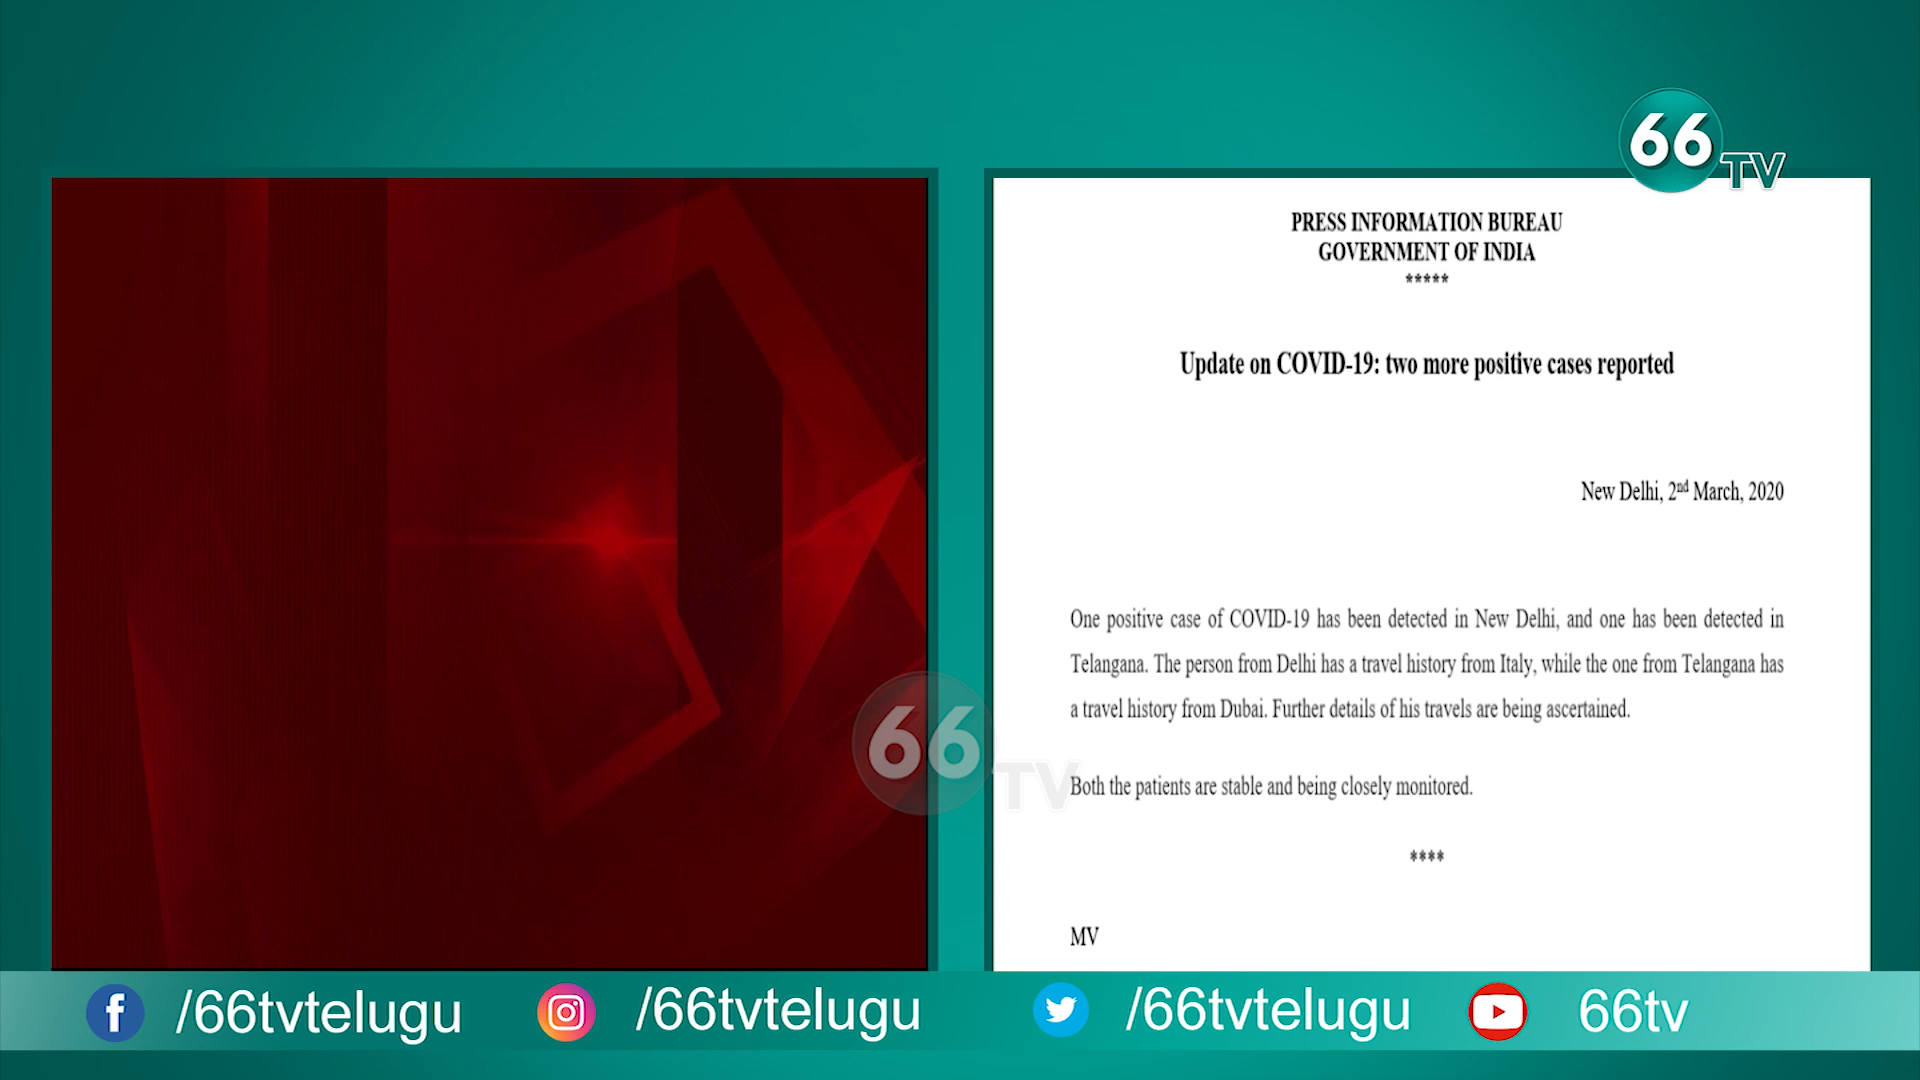 66 TV
PRESS INFORMATION BUREAU
GOVERNMENT OF INDIA
*****
Update on COVID-19: two more positive cases reported
New Delhi, 2nd March, 2020
One positive case of COVID-19 has been detected in New Delhi, and one has been detected in
Telangana. The person from Delhi has a travel history from Italy, while the one from Telangana has
a travel history from Dubai. Further details of his travels are being ascertained.
66 TV
Both the patients are stable and being closely monitored.
****
MV
/66tvtelugu
/66tvtelugu
/66tvtelugu
66tv